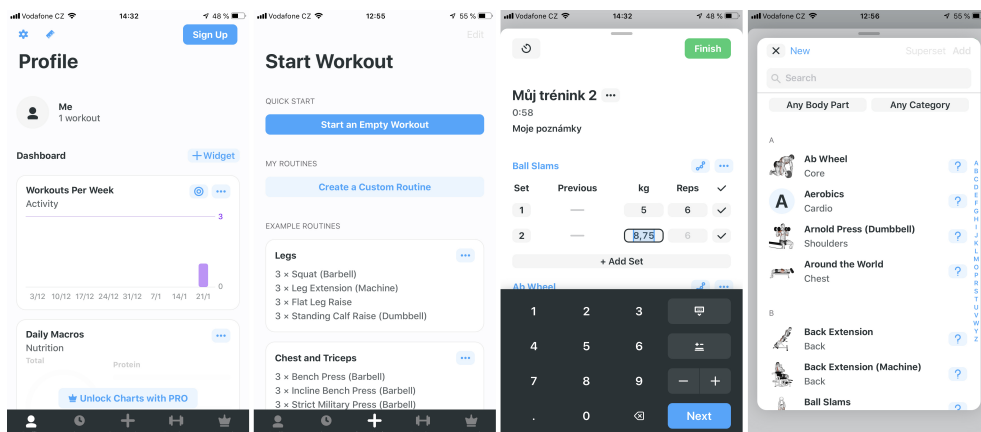 Vodafone CZ 14:32 48 %
Sign Up
Profile
Me
1 workout
Dashboard
+Widget
Workouts Per Week
Activity
3
0
3/12 10/12 17/12 24/12 31/12 7/1 14/1 21/1
Daily Macros
Nutrition
Total
Protein
Unlock Charts with PRO
Vodafone CZ 12:55 55 %
Edit
Start Workout
QUICK START
Start an Empty Workout
MY ROUTINES
Create a Custom Routine
EXAMPLE ROUTINES
Legs
3 × Squat (Barbell)
3 × Leg Extension (Machine)
3 × Flat Leg Raise
3 × Standing Calf Raise (Dumbbell)
Chest and Triceps
3 × Bench Press (Barbell)
3 × Incline Bench Press (Barbell)
3 × Strict Military Press (Barbell)
Vodafone CZ 14:32 48 %
Finish
Můj trénink 2
0:58
Moje poznámky
Ball Slams
Set Previous kg Reps
1 — 5 6
2 — 8,75 6
+ Add Set
Ab Wheel
1 2 3
4 5 6
7 8 9 — +
. 0 Next
Vodafone CZ 12:56 55 %
New Superset Add
Search
Any Body Part Any Category
A
Ab Wheel
Core
?
A
Aerobics
Cardio
?
Arnold Press (Dumbbell)
Shoulders
?
Around the World
Chest
?
B
Back Extension
Back
?
Back Extension (Machine)
Back
?
Ball Slams
?
A
B
C
D
E
F
G
H
I
J
K
L
M
O
P
R
S
T
U
V
W
Y
Z